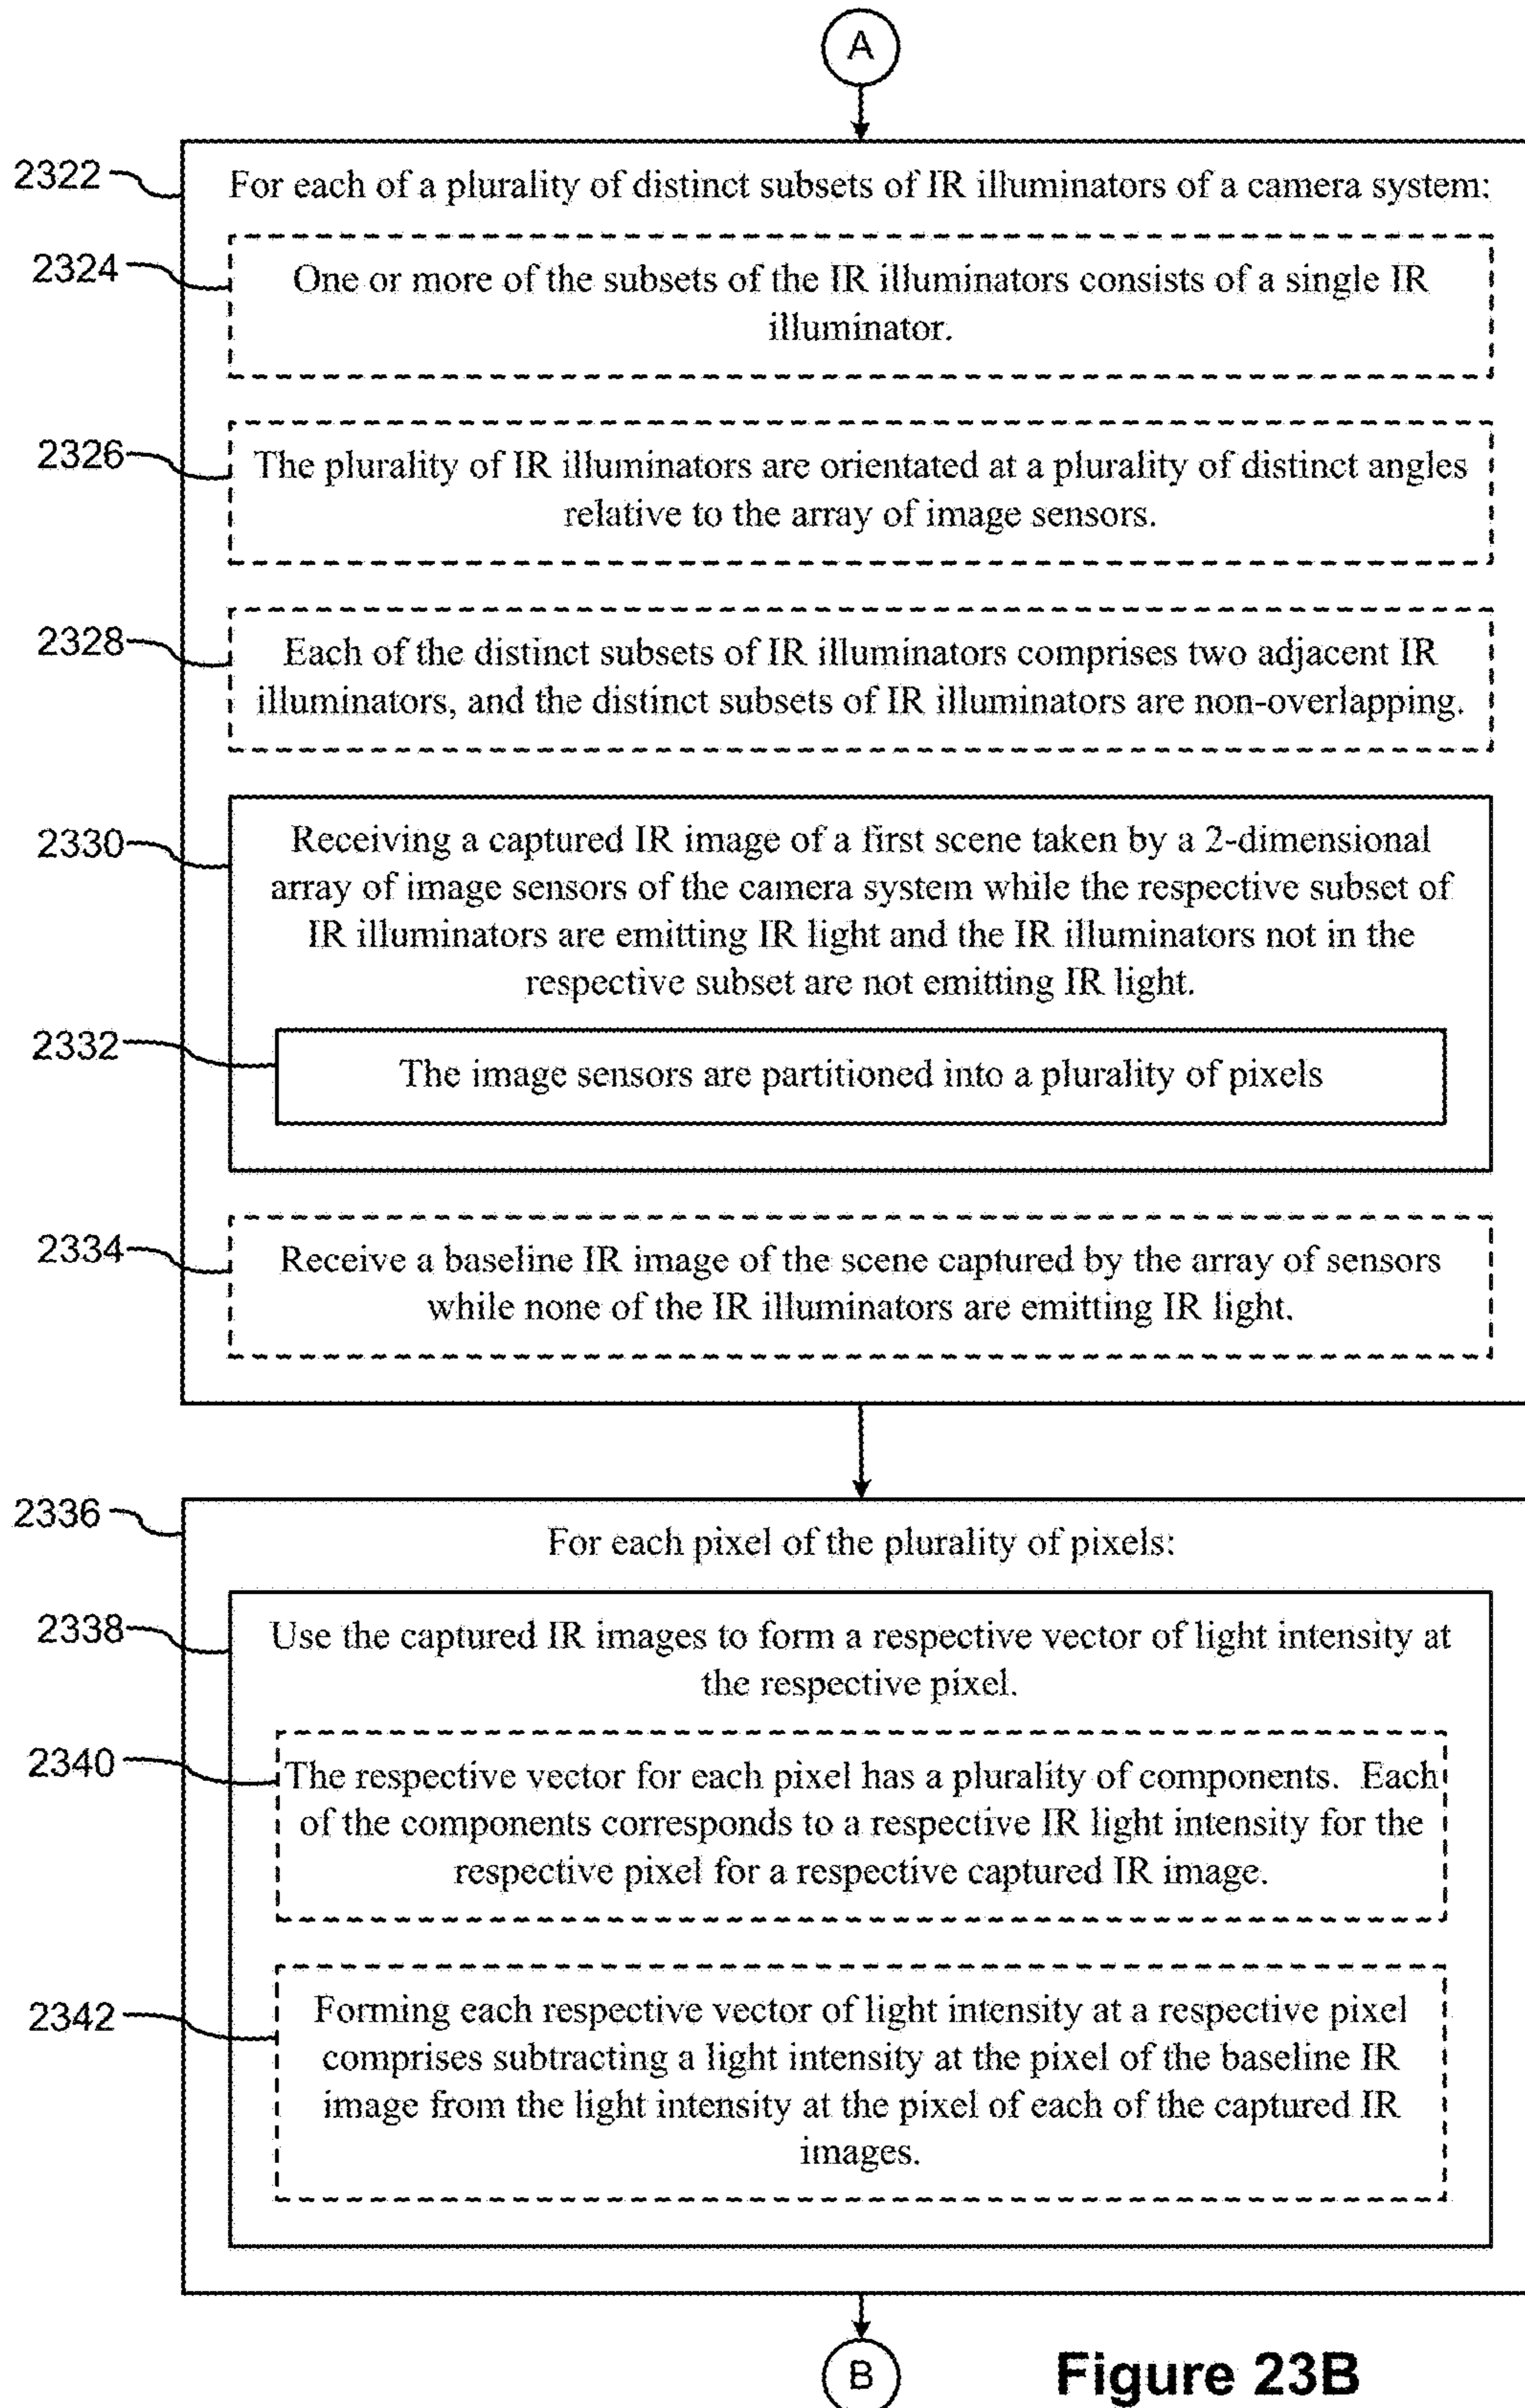 A
2322
For each of a plurality of distinct subsets of IR illuminators of a camera system:
2324
One or more of the subsets of the IR illuminators consists of a single IR
illuminator.
2326
The plurality of IR illuminators are orientated at a plurality of distinct angles
relative to the array of image sensors.
2328
Each of the distinct subsets of IR illuminators comprises two adjacent IR
illuminators, and the distinct subsets of IR illuminators are non-overlapping.
2330
Receiving a captured IR image of a first scene taken by a 2-dimensional
array of image sensors of the camera system while the respective subset of
IR illuminators are emitting IR light and the IR illuminators not in the
respective subset are not emitting IR light.
2332
The image sensors are partitioned into a plurality of pixels
2334
Receive a baseline IR image of the scene captured by the array of sensors
while none of the IR illuminators are emitting IR light.
2336
For each pixel of the plurality of pixels:
2338
Use the captured IR images to form a respective vector of light intensity at
the respective pixel.
2340
The respective vector for each pixel has a plurality of components. Each
of the components corresponds to a respective IR light intensity for the
respective pixel for a respective captured IR image.
2342
Forming each respective vector of light intensity at a respective pixel
comprises subtracting a light intensity at the pixel of the baseline IR
image from the light intensity at the pixel of each of the captured IR
images.
B
Figure 23B